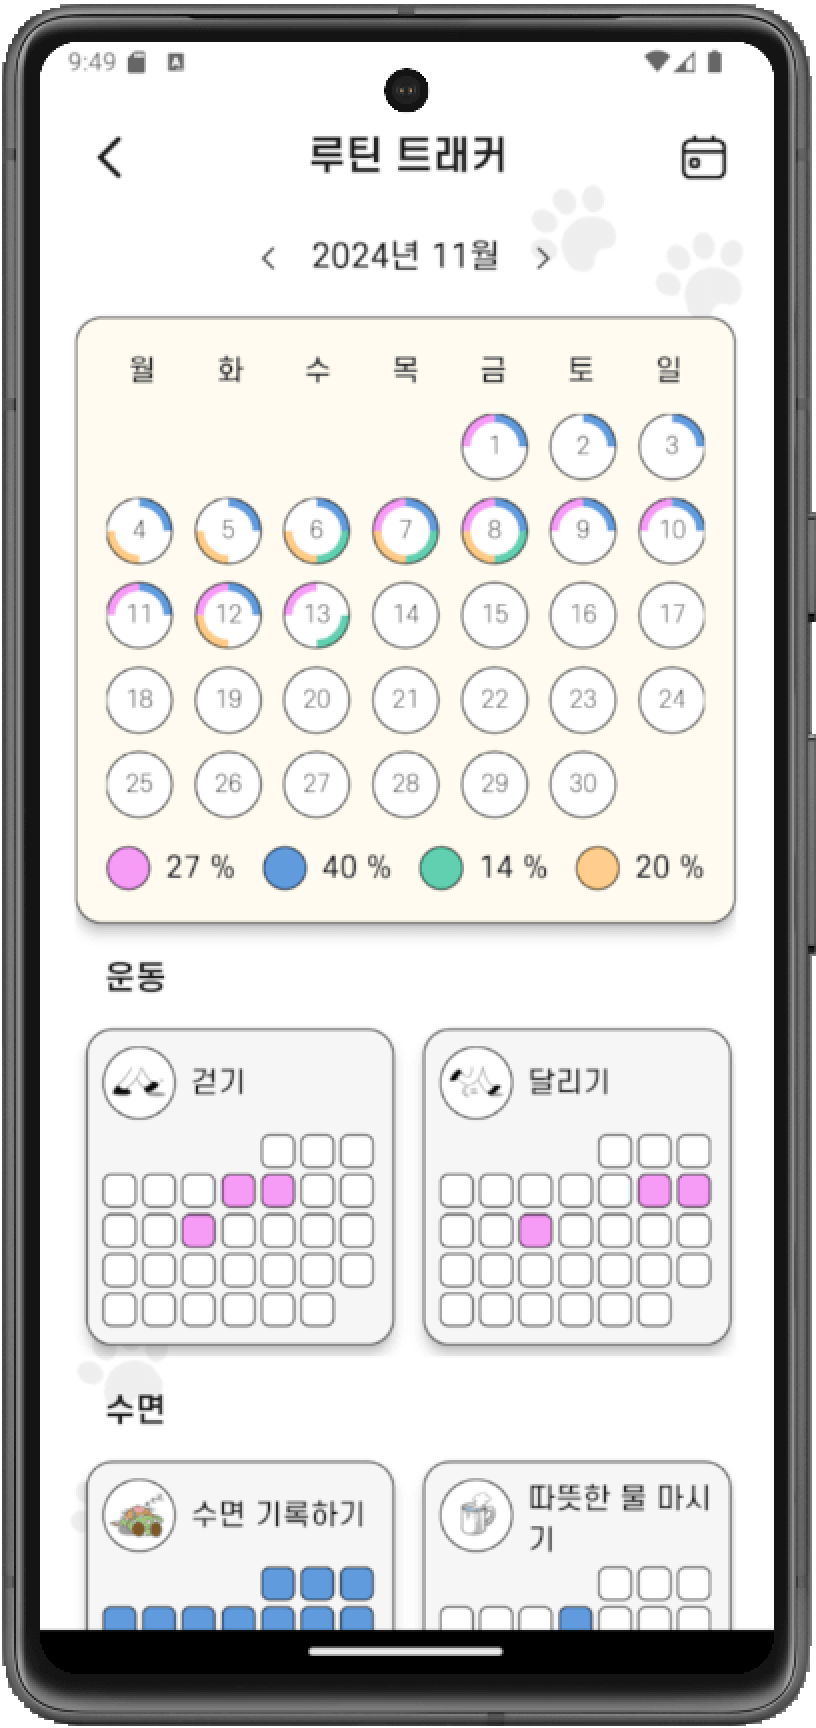 9:49
루틴 트래커
2024년 11월
월 화 수 목 금 토 일
1 2 3
4 5 6 7 8 9 10
11 12 13 14 15 16 17
18 19 20 21 22 23 24
25 26 27 28 29 30
27 % 40 % 14 % 20 %
운동
걷기 달리기
수면
수면 기록하기 따뜻한 물 마시
기